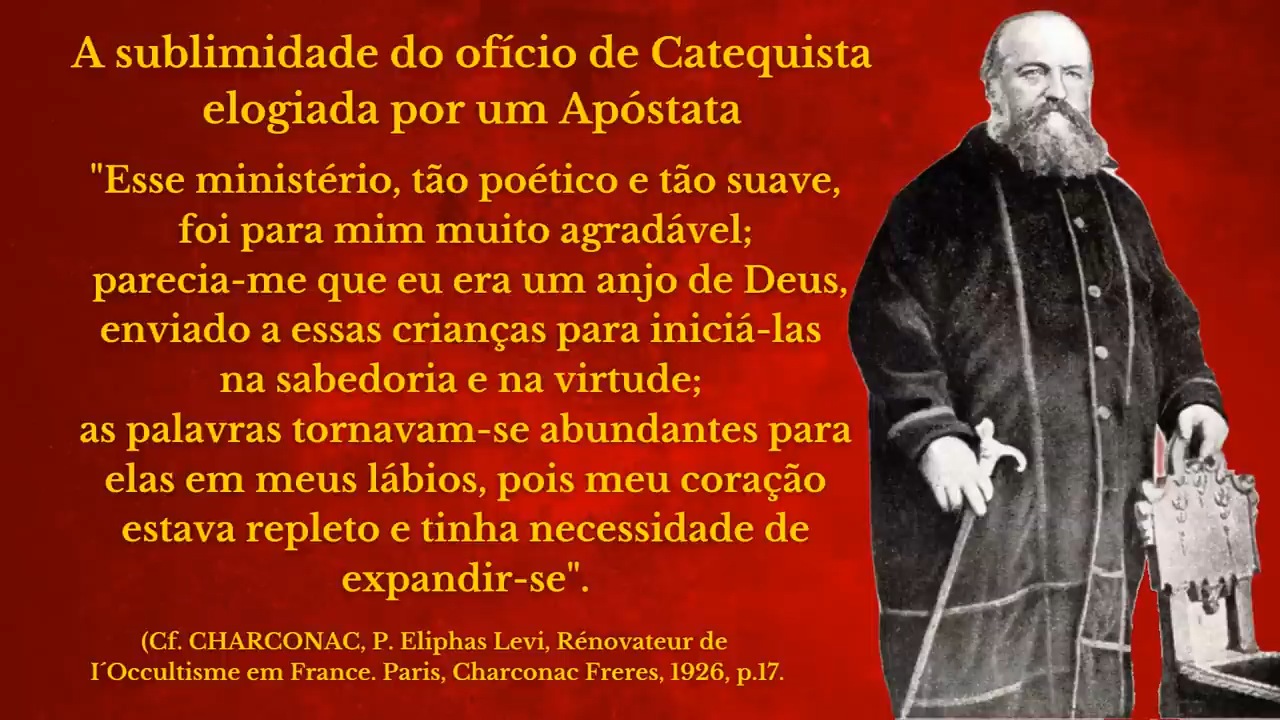 A sublimidade do ofício de Catequista
elogiada por um Apóstata
"Esse ministério, tão poético e tão suave,
foi para mim muito agradável;
parecia-me que eu era um anjo de Deus,
enviado a essas crianças para iniciá-las
na sabedoria e na virtude;
as palavras tornavam-se abundantes para
elas em meus lábios, pois meu coração
estava repleto e tinha necessidade de
expandir-se".
(Cf. CHARCONAC, P. Eliphas Levi, Rénovateur de
I´Occultisme em France. Paris, Charconac Freres, 1926, p.17.